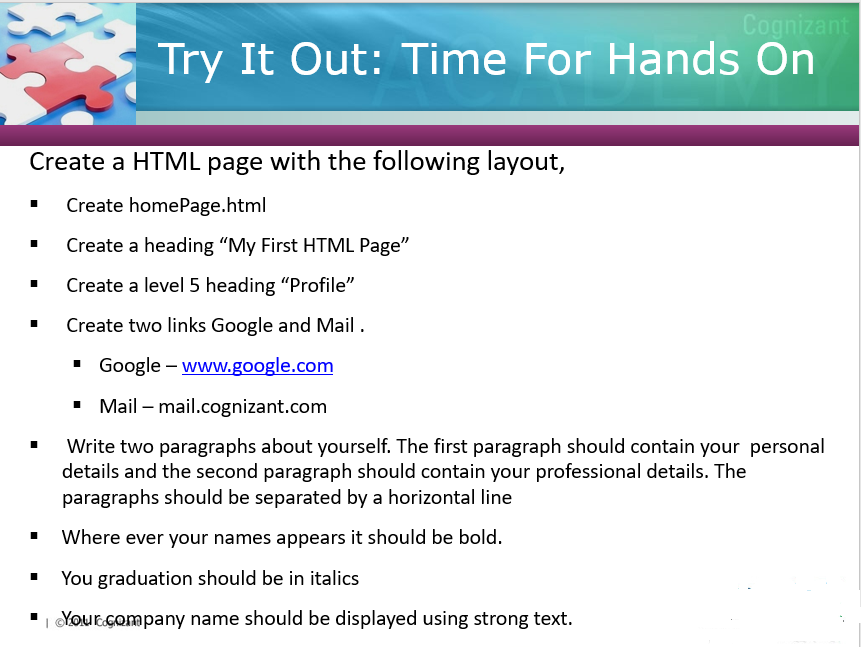 Cognizant
ACADEMY
Try It Out: Time For Hands On
Create a HTML page with the following layout,
▪ Create homePage.html
▪ Create a heading “My First HTML Page”
▪ Create a level 5 heading “Profile”
▪ Create two links Google and Mail .
▪ Google – www.google.com
▪ Mail – mail.cognizant.com
▪ Write two paragraphs about yourself. The first paragraph should contain your personal
details and the second paragraph should contain your professional details. The
paragraphs should be separated by a horizontal line
▪ Where ever your names appears it should be bold.
▪ You graduation should be in italics
▪ Your company name should be displayed using strong text.
| © Cognizant